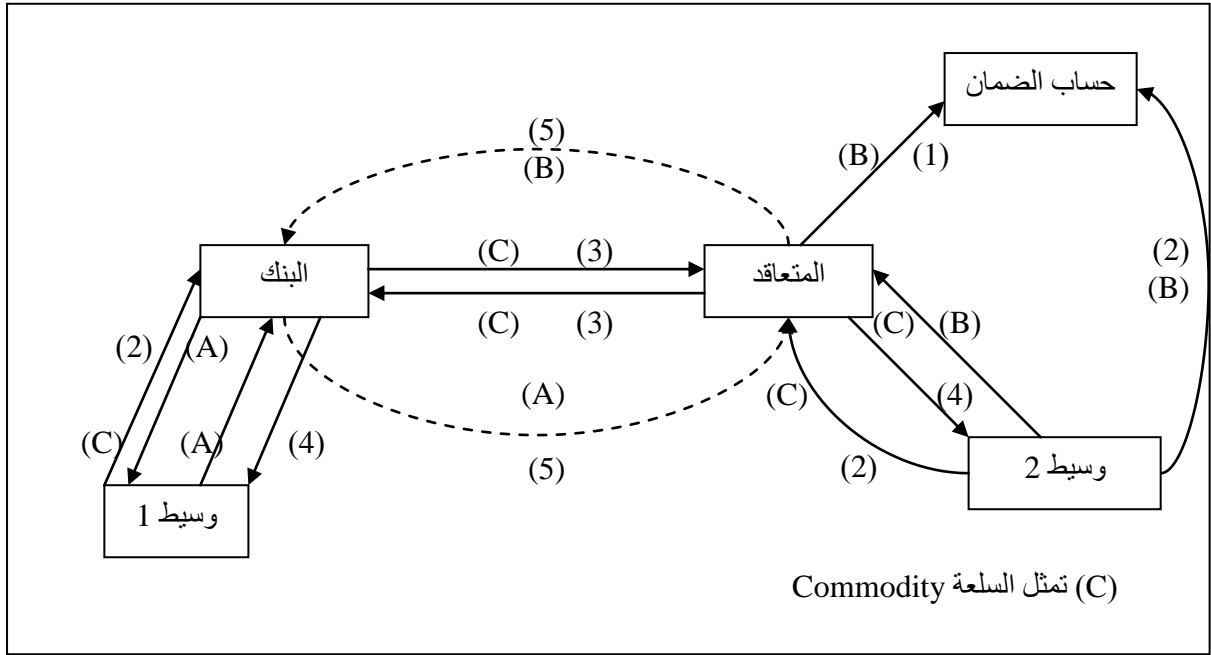 حساب الضمان
(5)
(B)
(B) (1)
البنك
(C) (3)
المتعاقد
(2)
(B)
(C) (3)
(C) (B)
(2) (A)
(A)
(C) (4)
(C) (A) (4)
(5)
(2)
وسيط 2
وسيط 1
(C) تمثل السلعة Commodity